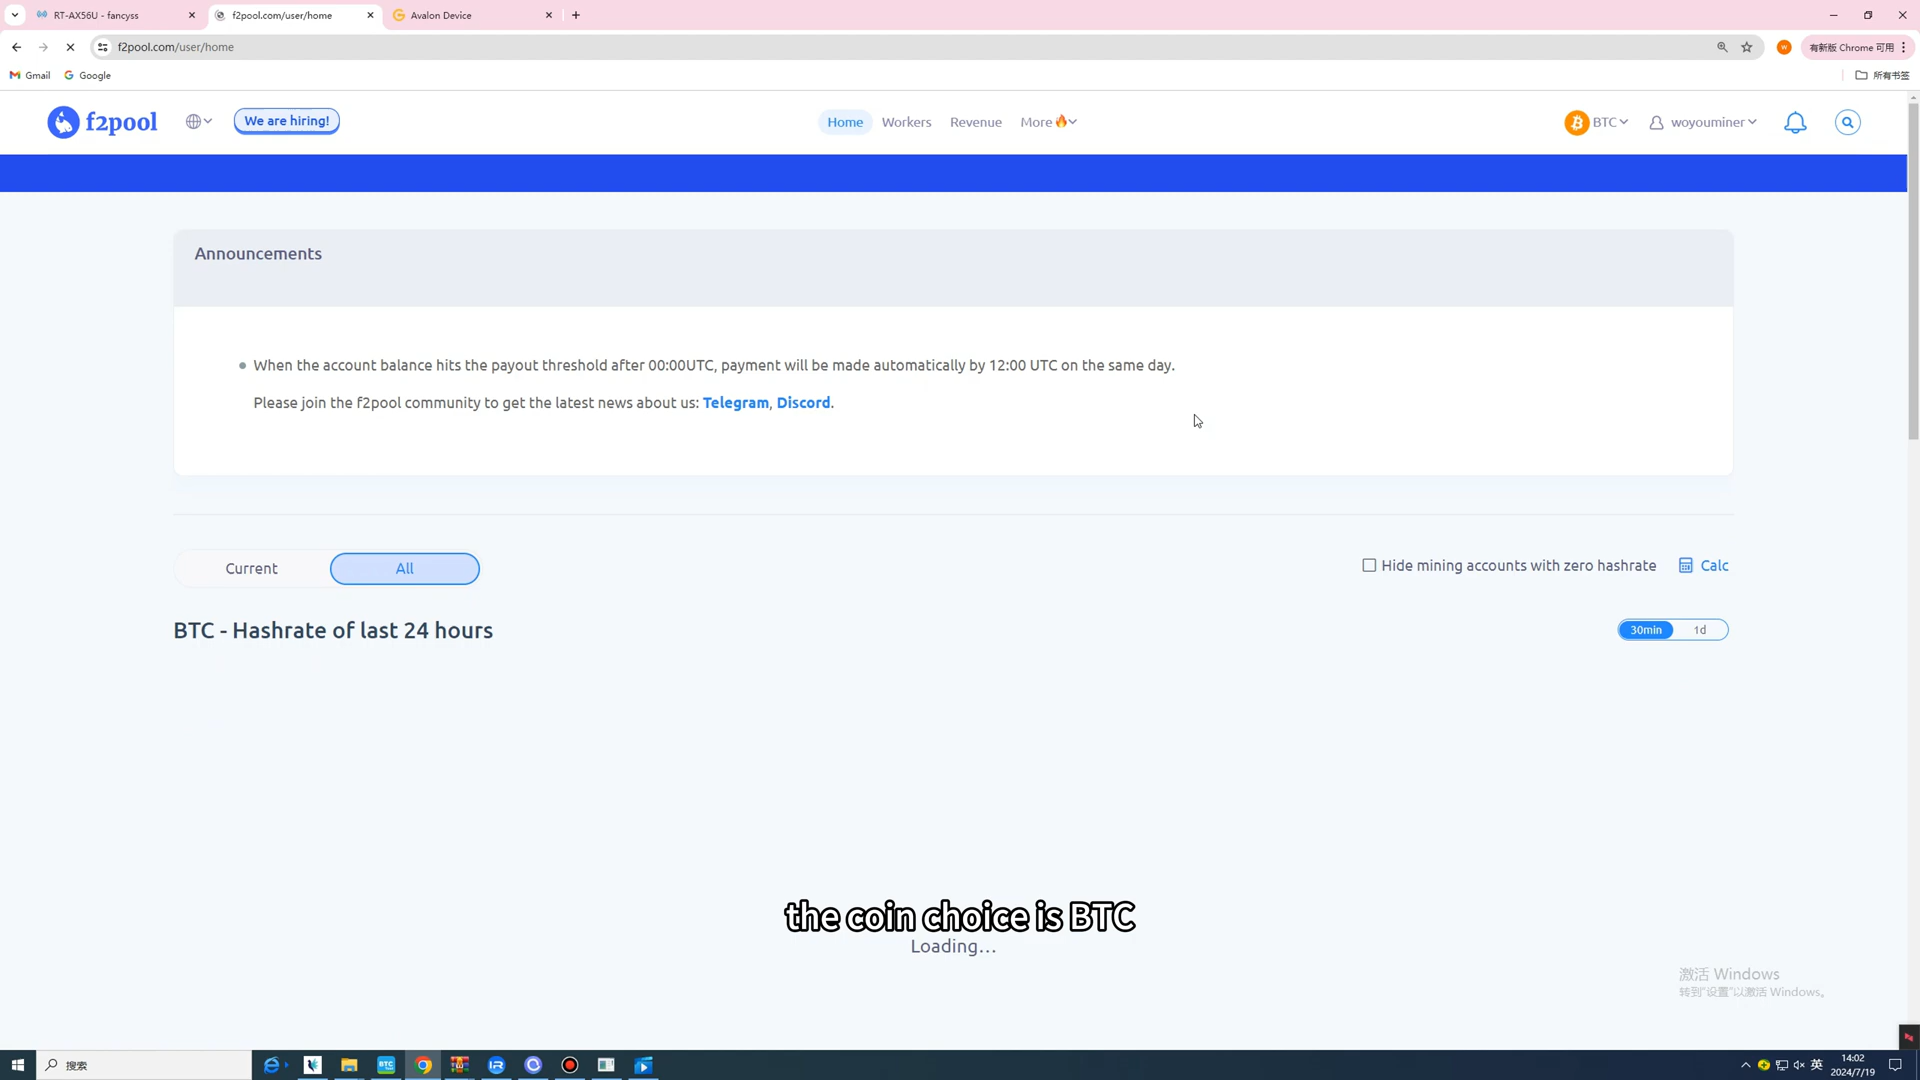 RT-AX56U - fancyss
f2pool.com/user/home
Avalon Device
f2pool.com/user/home
有新版 Chrome 可用
Gmail
Google
所有书签
f2pool
We are hiring!
Home
Workers
Revenue
More
BTC
woyouminer
Announcements
When the account balance hits the payout threshold after 00:00UTC, payment will be made automatically by 12:00 UTC on the same day.
Please join the f2pool community to get the latest news about us: Telegram, Discord.
Current
All
Hide mining accounts with zero hashrate
Calc
BTC - Hashrate of last 24 hours
30min
1d
the coin choice is BTC
Loading...
激活 Windows
转到"设置"以激活 Windows。
搜索
英
14:02
2024/7/19